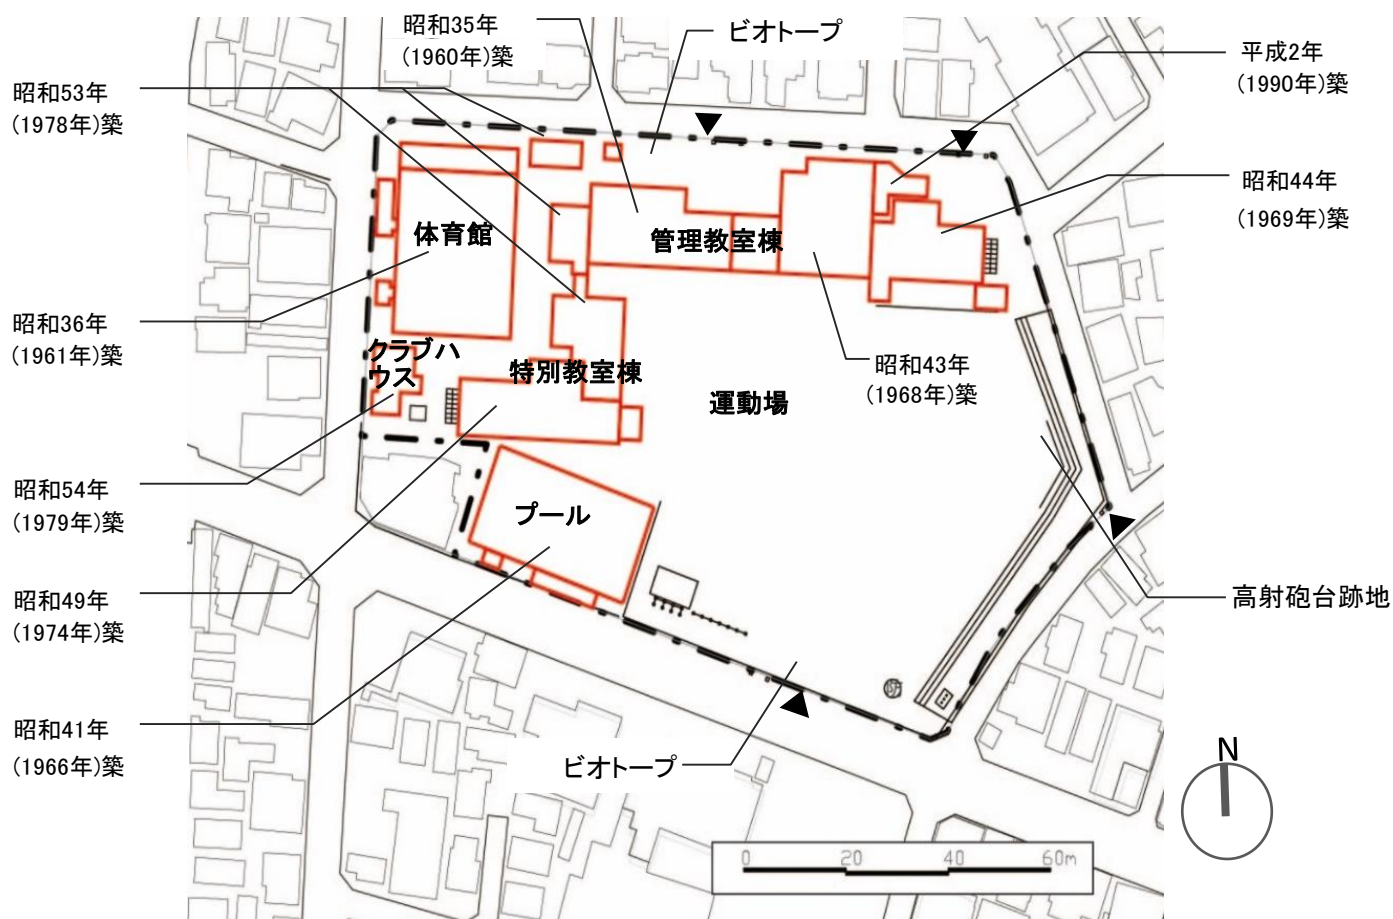 昭和35年
(1960年)築
ビオトープ
平成2年
(1990年)築
昭和53年
(1978年)築
昭和44年
(1969年)築
体育館
管理教室棟
昭和36年
(1961年)築
クラブハ
ウス
特別教室棟
運動場
昭和43年
(1968年)築
昭和54年
(1979年)築
プール
昭和49年
(1974年)築
高射砲台跡地
昭和41年
(1966年)築
ビオトープ
N
0 20 40 60m